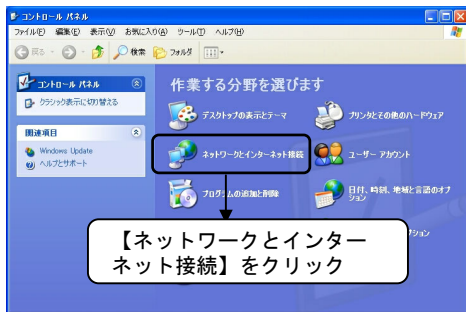 コントロール パネル
ファイル(F) 編集(E) 表示(V) お気に入り(A) ツール(T) ヘルプ(H)
戻る 検索 フォルダ
コントロール パネル
クラシック表示に切り替える
関連項目
Windows Update
ヘルプとサポート
作業する分野を選びます
デスクトップの表示とテーマ
プリンタとその他のハードウェア
ネットワークとインターネット接続
ユーザー アカウント
プログラムの追加と削除
日付、時刻、地域と言語のオプション
【ネットワークとインター
ネット接続】をクリック
プション